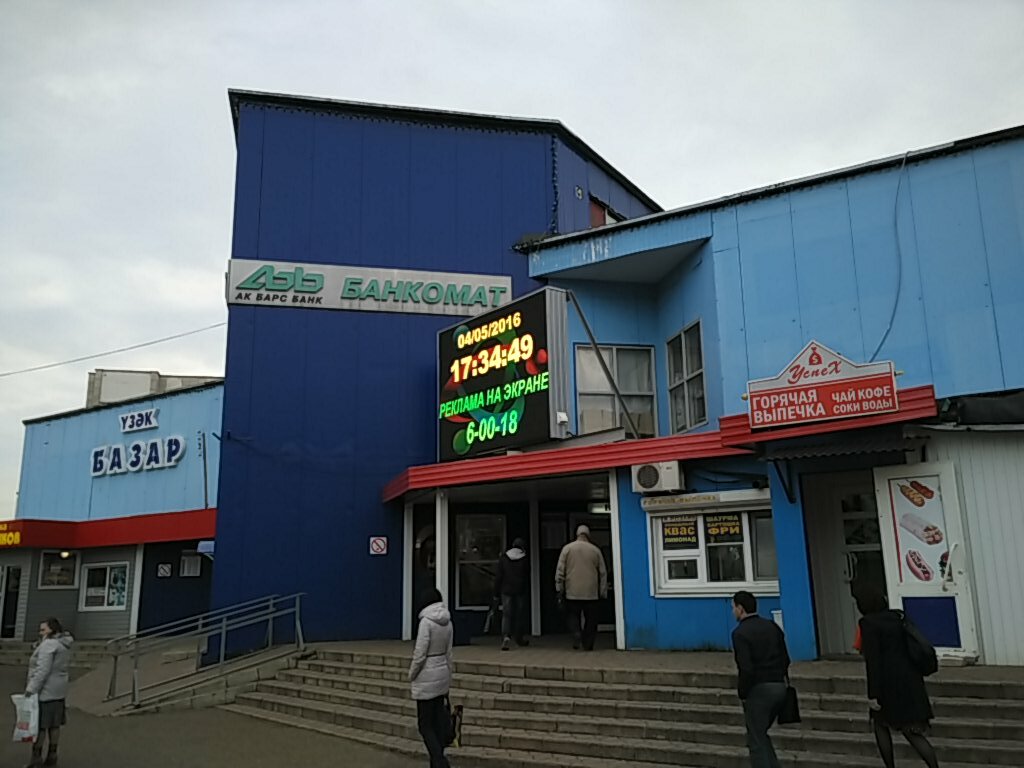 АК БАРС БАНК
БАНКОМАТ
04/05/2016
17:34:49
РЕКЛАМА НА ЭКРАНЕ
6-00-18
ҮЗӘК
БАЗАР
Успех
ГОРЯЧАЯ
ВЫПЕЧКА
ЧАЙ КОФЕ
СОКИ ВОДЫ
КВАС
ЛИМОНАД
ШАУРМА
КАРТОШКА
ФРИ